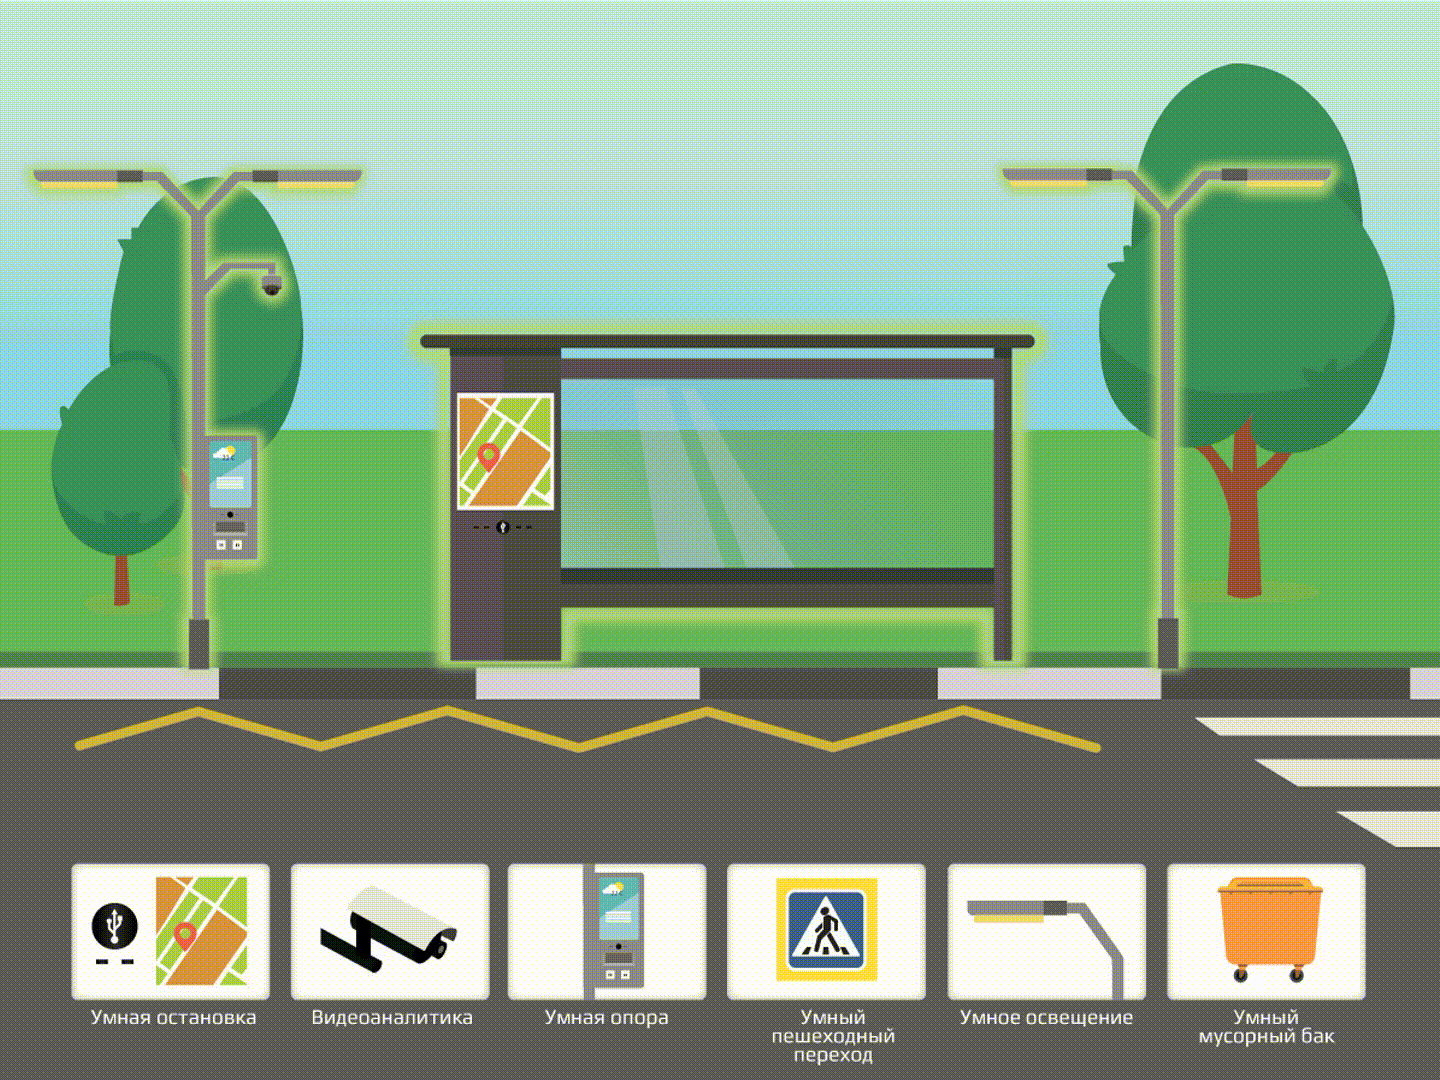 Умная остановка
Видеоаналитика
Умная опора
Умный
пешеходный
переход
Умное освещение
Умный
мусорный бак